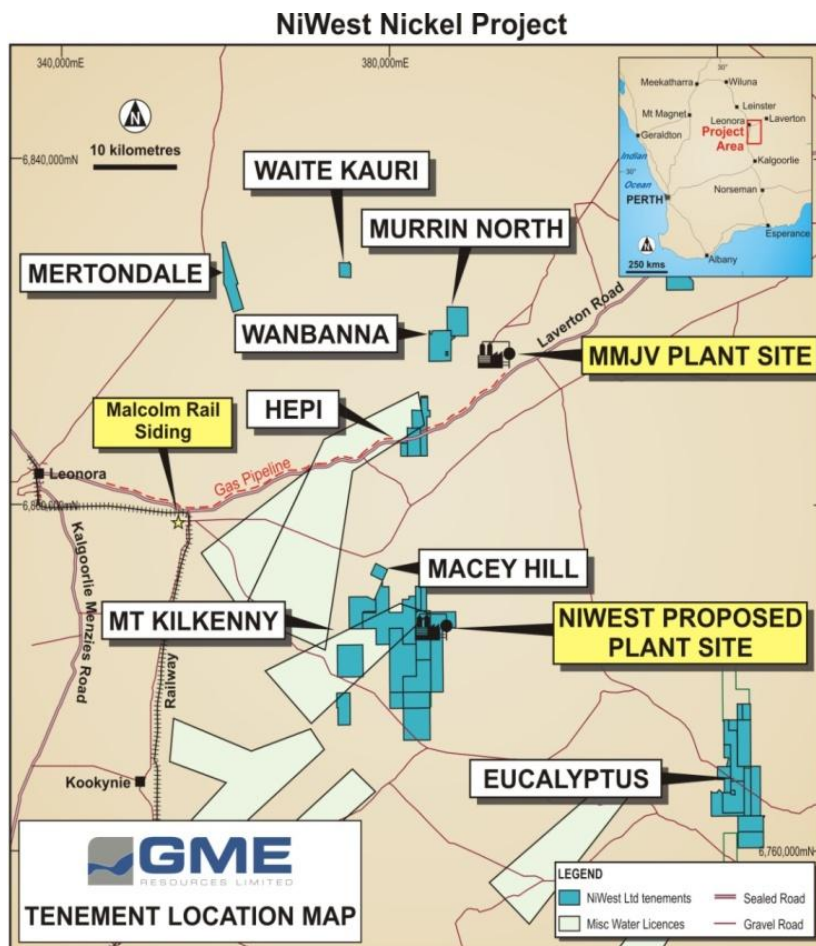 NiWest Nickel Project
340,000mE
380,000mE
N
10 kilometres
6,840,000mN
30°
Meekatharra
Wiluna
Leinster
Mt Magnet
Leonora
Laverton
Geraldton
Project
Area
Indian
Ocean
Kalgoorlie
30°
PERTH
Norseman
Esperance
N
250 kms
Albany
WAITE KAURI
MURRIN NORTH
MERTONDALE
WANBANNA
Laverton Road
MMJV PLANT SITE
HEPI
Malcolm Rail
Siding
Gas Pipeline
Leonora
Kalgoorlie Menzies Road
Railway
MACEY HILL
MT KILKENNY
NIWEST PROPOSED
PLANT SITE
Kookynie
EUCALYPTUS
6,760,000mN
GME
RESOURCES LIMITED
TENEMENT LOCATION MAP
LEGEND
NiWest Ltd tenements
Sealed Road
Misc Water Licences
Gravel Road